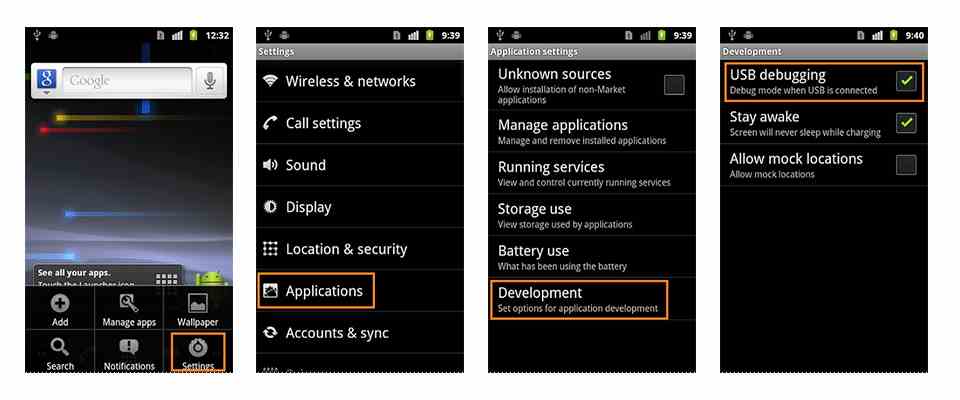 12:32
Google
See all your apps.
Touch the Launcher icon
Add
Manage apps
Wallpaper
Search
Notifications
Settings
9:39
Settings
Wireless & networks
Call settings
Sound
Display
Location & security
Applications
Accounts & sync
9:39
Application settings
Unknown sources
Allow installation of non-Market
applications
Manage applications
Manage and remove installed applications
Running services
View and control currently running services
Storage use
View storage used by applications
Battery use
What has been using the battery
Development
Set options for application development
9:40
Development
USB debugging
Debug mode when USB is connected
Stay awake
Screen will never sleep while charging
Allow mock locations
Allow mock locations